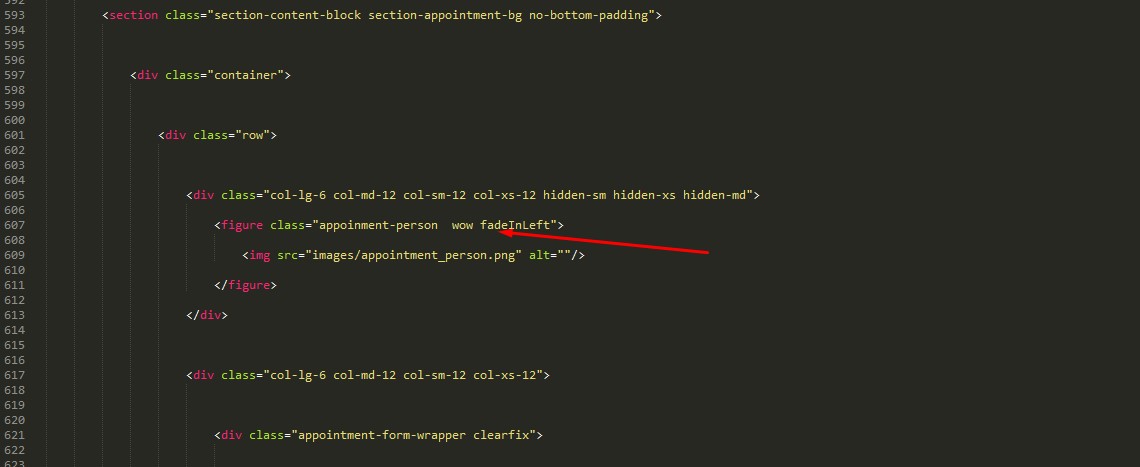 592
593 <section class="section-content-block section-appointment-bg no-bottom-padding">
594
595
596
597 <div class="container">
598
599
600
601 <div class="row">
602
603
604
605 <div class="col-lg-6 col-md-12 col-sm-12 col-xs-12 hidden-sm hidden-xs hidden-md">
606
607 <figure class="appoinment-person  wow fadeInLeft">
608
609 <img src="images/appointment_person.png" alt=""/>
610
611 </figure>
612
613 </div>
614
615
616
617 <div class="col-lg-6 col-md-12 col-sm-12 col-xs-12">
618
619
620
621 <div class="appointment-form-wrapper clearfix">
622
623